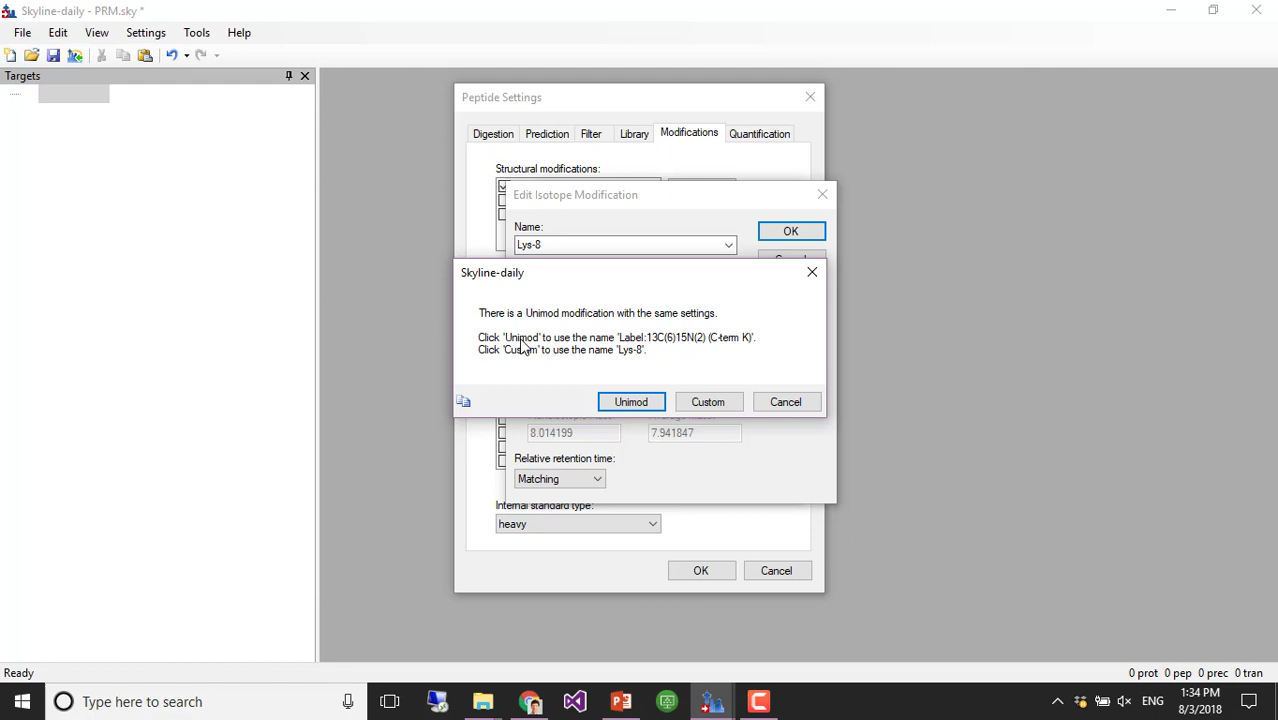 Skyline-daily - PRM.sky *
File Edit View Settings Tools Help
Targets
Peptide Settings
Digestion Prediction Filter Library Modifications Quantification
Structural modifications:
Edit Isotope Modification
Name:
Lys-8
OK
Skyline-daily
There is a Unimod modification with the same settings.
Click 'Unimod' to use the name 'Label:13C(6)15N(2) (C-term K)'.
Click 'Custom' to use the name 'Lys-8'.
Unimod Custom Cancel
8.014199 7.941847
Relative retention time:
Matching
Internal standard type:
heavy
OK Cancel
Ready
0 prot 0 pep 0 prec 0 tran
Type here to search
ENG
1:34 PM
8/3/2018